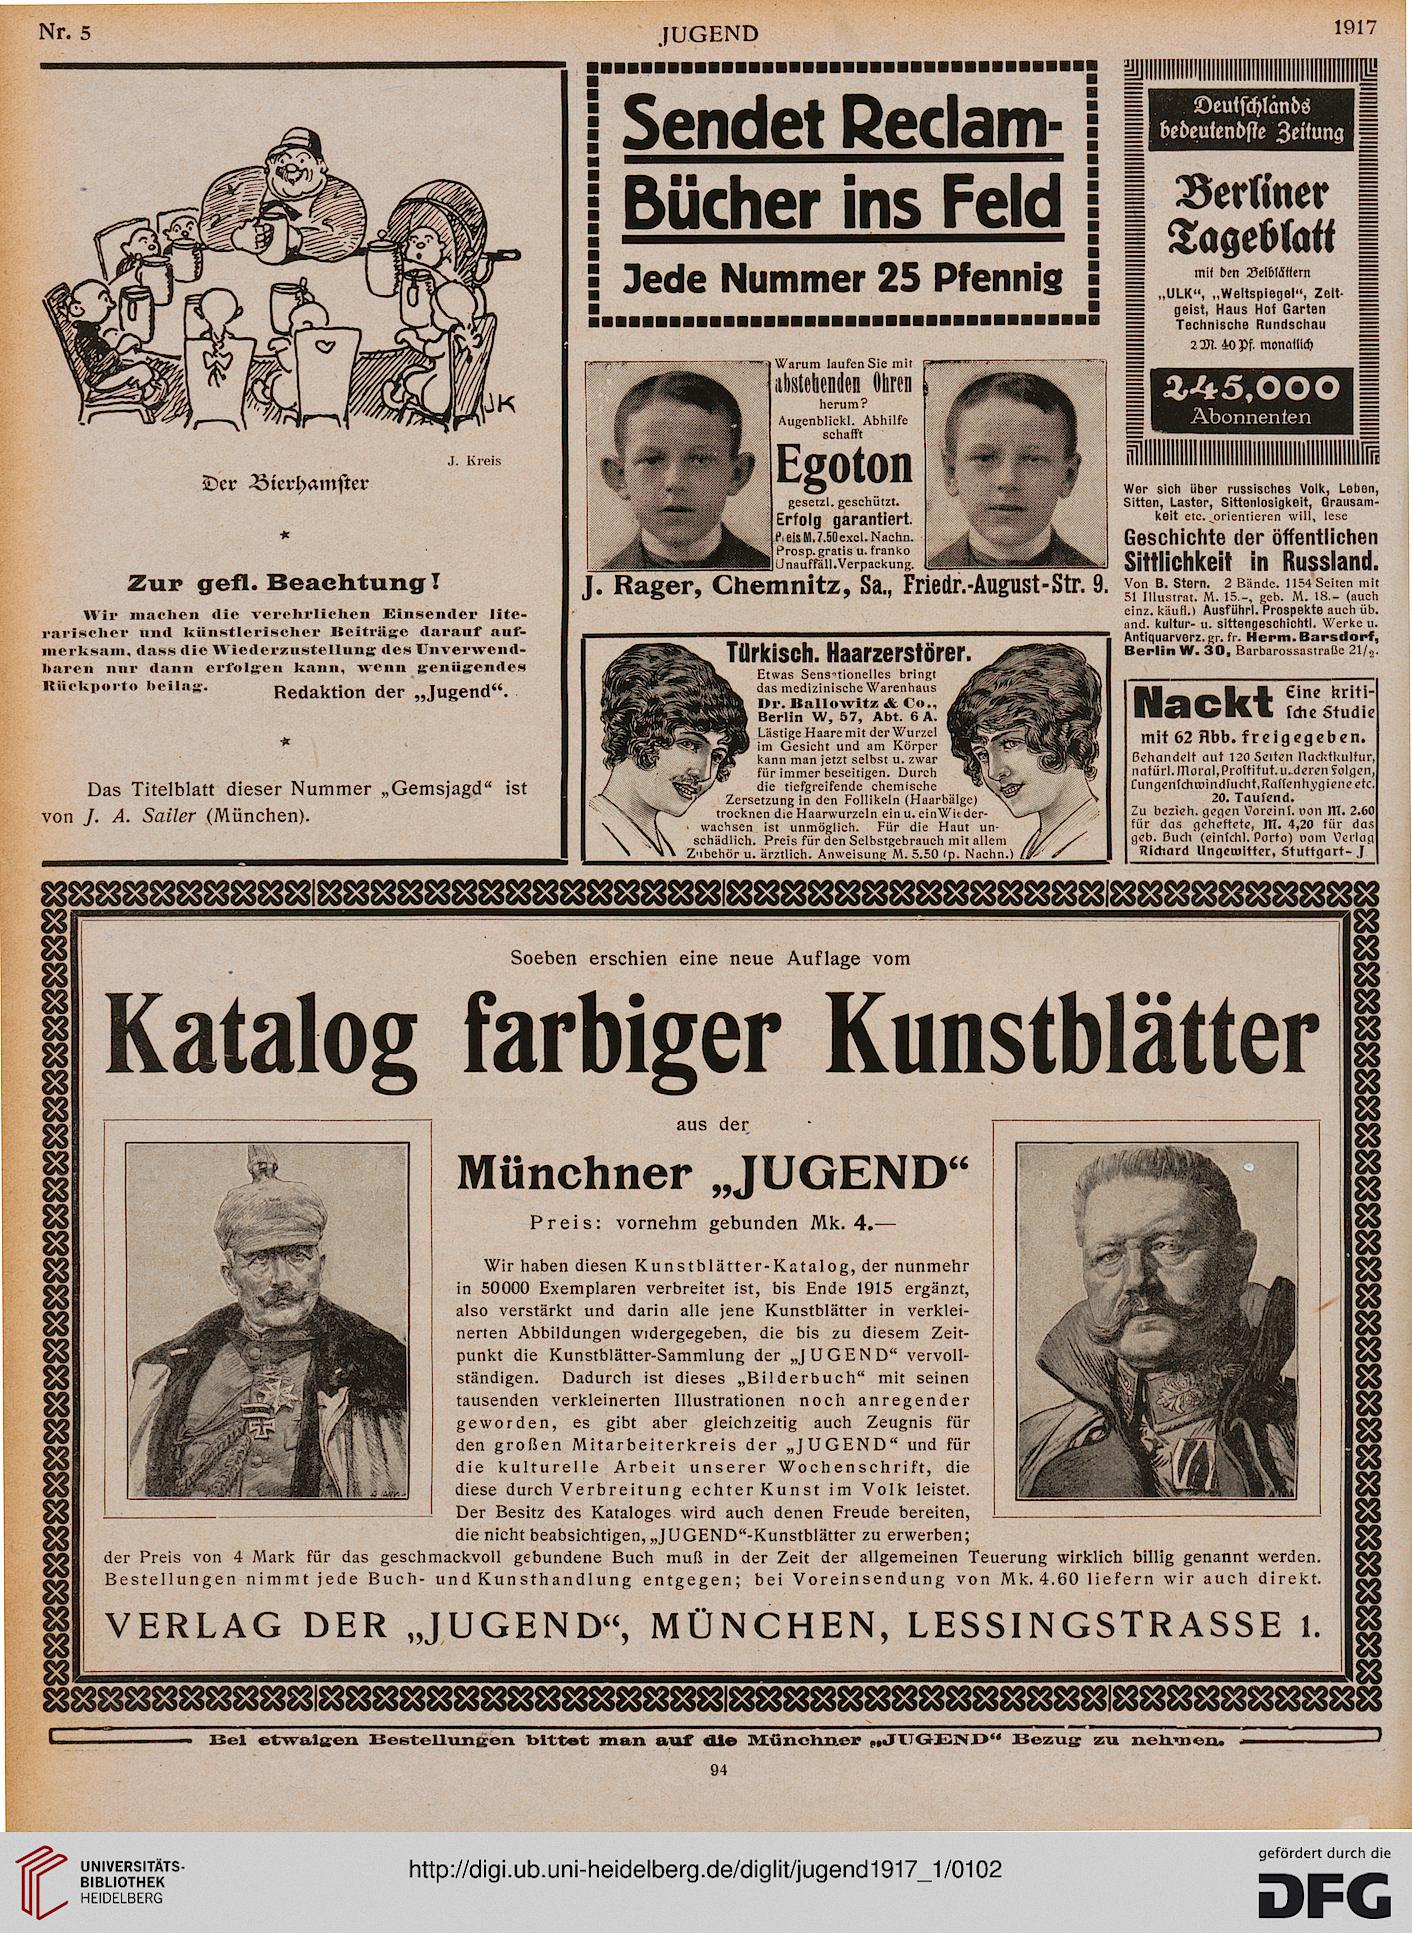 Nr. 5
JUGEND
1917
JK
J. Kreis
Der Bierhamster
*
Zur gefl. Beachtung!
Wir machen die verehrlichen Einsender lite-
rarischer und künstlerischer Beiträge darauf auf-
merksam, dass die Wiederzustellung des Unverwend-
baren nur dann erfolgen kann, wenn genügendes
Rückporto beilag.
Redaktion der „Jugend“.
*
Das Titelblatt dieser Nummer „Gemsjagd“ ist
von J. A. Sailer (München).
Sendet Reclam-
Bücher ins Feld
Jede Nummer 25 Pfennig
Warum laufen Sie mit
abstehenden Ohren
herum?
Augenblickl. Abhilfe
schafft
Egoton
gesetzl. geschützt.
Erfolg garantiert.
Preis M. 7.50 excl. Nachn.
Prosp. gratis u. franko
Unauffäll. Verpackung.
J. Rager, Chemnitz, Sa., Friedr.-August-Str. 9.
Türkisch. Haarzerstörer.
Etwas Sensationelles bringt
das medizinische Warenhaus
Dr. Ballowitz & Co.,
Berlin W, 57, Abt. 6 A.
Lästige Haare mit der Wurzel
im Gesicht und am Körper
kann man jetzt selbst u. zwar
für immer beseitigen. Durch
die tiefgreifende chemische
Zersetzung in den Follikeln (Haarbälge)
trocknen die Haarwurzeln ein u. ein Wieder-
wachsen ist unmöglich. Für die Haut un-
schädlich. Preis für den Selbstgebrauch mit allem
Zubehör u. ärztlich. Anweisung M. 5.50 (p. Nachn.)
Deutschlands
bedeutendste Zeitung
Berliner
Tageblatt
mit den Beiblättern
„ULK“, „Weltspiegel“, Zeit-
geist, Haus Hof Garten
Technische Rundschau
2 M. 40 Pf. monatlich
245,000
Abonnenten
Wer sich über russisches Volk, Leben,
Sitten, Laster, Sittenlosigkeit, Grausam-
keit etc. orientieren will, lese
Geschichte der öffentlichen
Sittlichkeit in Russland.
Von B. Stern. 2 Bände. 1154 Seiten mit
51 Illustrat. M. 15.–, geb. M. 18.– (auch
einz. käufl.) Ausführl. Prospekte auch üb.
and. kultur- u. sittengeschichtl. Werke u.
Antiquarverz. gr. fr. Herm. Barsdorf,
Berlin W. 30, Barbarossastraße 21/2.
Nackt Eine kriti-
sche Studie
mit 62 Abb. freigegeben.
Behandelt auf 120 Seiten Nacktkultur,
natürl. Moral, Prostitut. u. deren Folgen,
Lungenschwindsucht, Rassenhygiene etc.
20. Tausend.
Zu bezieh. gegen Voreins. von M. 2.60
für das geheftete, M. 4,20 für das
geb. Buch (einschl. Porto) vom Verlag
Richard Ungewitter, Stuttgart-J
Soeben erschien eine neue Auflage vom
Katalog farbiger Kunstblätter
aus der
Münchner „JUGEND“
Preis: vornehm gebunden Mk. 4.—
Wir haben diesen Kunstblätter-Katalog, der nunmehr
in 50000 Exemplaren verbreitet ist, bis Ende 1915 ergänzt,
also verstärkt und darin alle jene Kunstblätter in verklei-
nerten Abbildungen widergegeben, die bis zu diesem Zeit-
punkt die Kunstblätter-Sammlung der „JUGEND“ vervoll-
ständigen. Dadurch ist dieses „Bilderbuch“ mit seinen
tausenden verkleinerten Illustrationen noch anregender
geworden, es gibt aber gleichzeitig auch Zeugnis für
den großen Mitarbeiterkreis der „JUGEND“ und für
die kulturelle Arbeit unserer Wochenschrift, die
diese durch Verbreitung echter Kunst im Volk leistet.
Der Besitz des Kataloges wird auch denen Freude bereiten,
die nicht beabsichtigen, „JUGEND“-Kunstblätter zu erwerben;
der Preis von 4 Mark für das geschmackvoll gebundene Buch muß in der Zeit der allgemeinen Teuerung wirklich billig genannt werden.
Bestellungen nimmt jede Buch- und Kunsthandlung entgegen; bei Voreinsendung von Mk. 4.60 liefern wir auch direkt.
VERLAG DER „JUGEND“, MÜNCHEN, LESSINGSTRASSE 1.
Bei etwaigen Bestellungen bittet man auf die Münchner „JUGEND“ Bezug zu nehmen.
94
UNIVERSITÄTS-
BIBLIOTHEK
HEIDELBERG
http://digi.ub.uni-heidelberg.de/diglit/jugend1917_1/0102
gefördert durch die
DFG